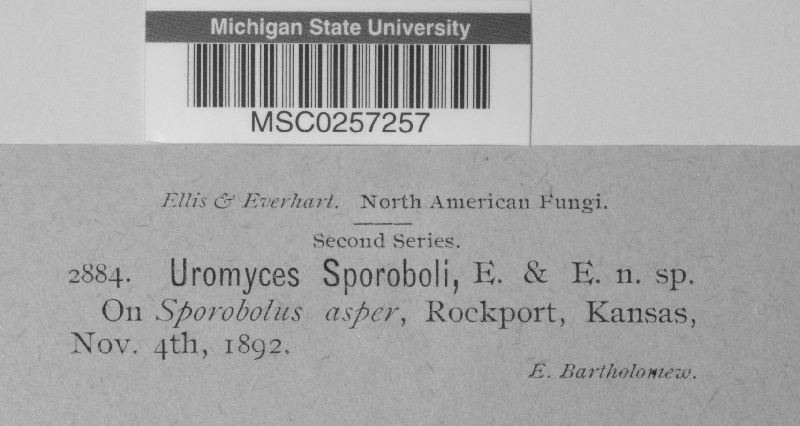 Michigan State University
MSC0257257
Ellis & Everhart. North American Fungi.
Second Series.
2884. Uromyces Sporoboli, E. & E. n. sp.
On Sporobolus asper, Rockport, Kansas,
Nov. 4th, 1892.
E. Bartholomew.